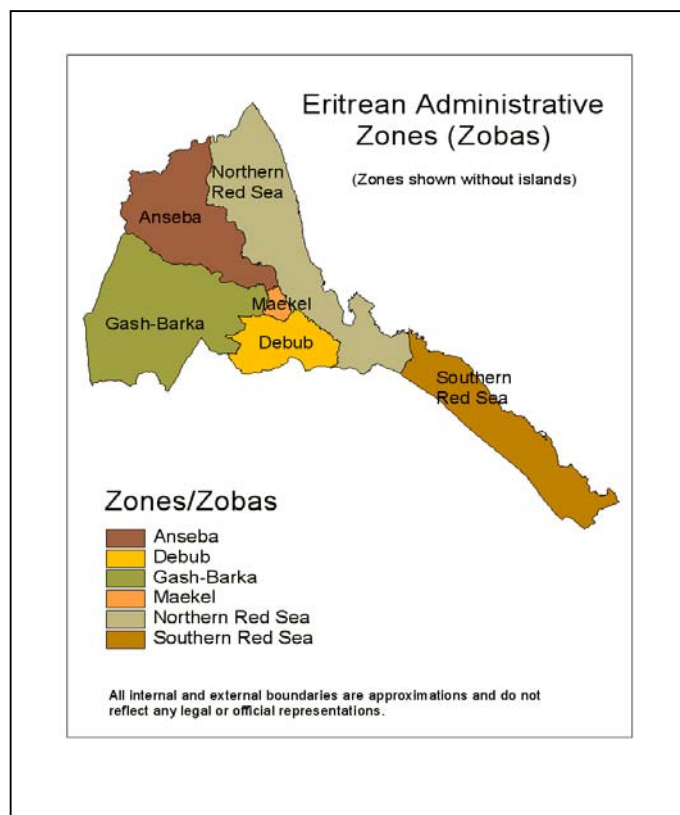 Eritrean Administrative
Zones (Zobas)
(Zones shown without islands)
Northern
Red Sea
Anseba
Maekel
Gash-Barka
Debub
Southern
Red Sea
Zones/Zobas
Anseba
Debub
Gash-Barka
Maekel
Northern Red Sea
Southern Red Sea
All internal and external boundaries are approximations and do not
reflect any legal or official representations.